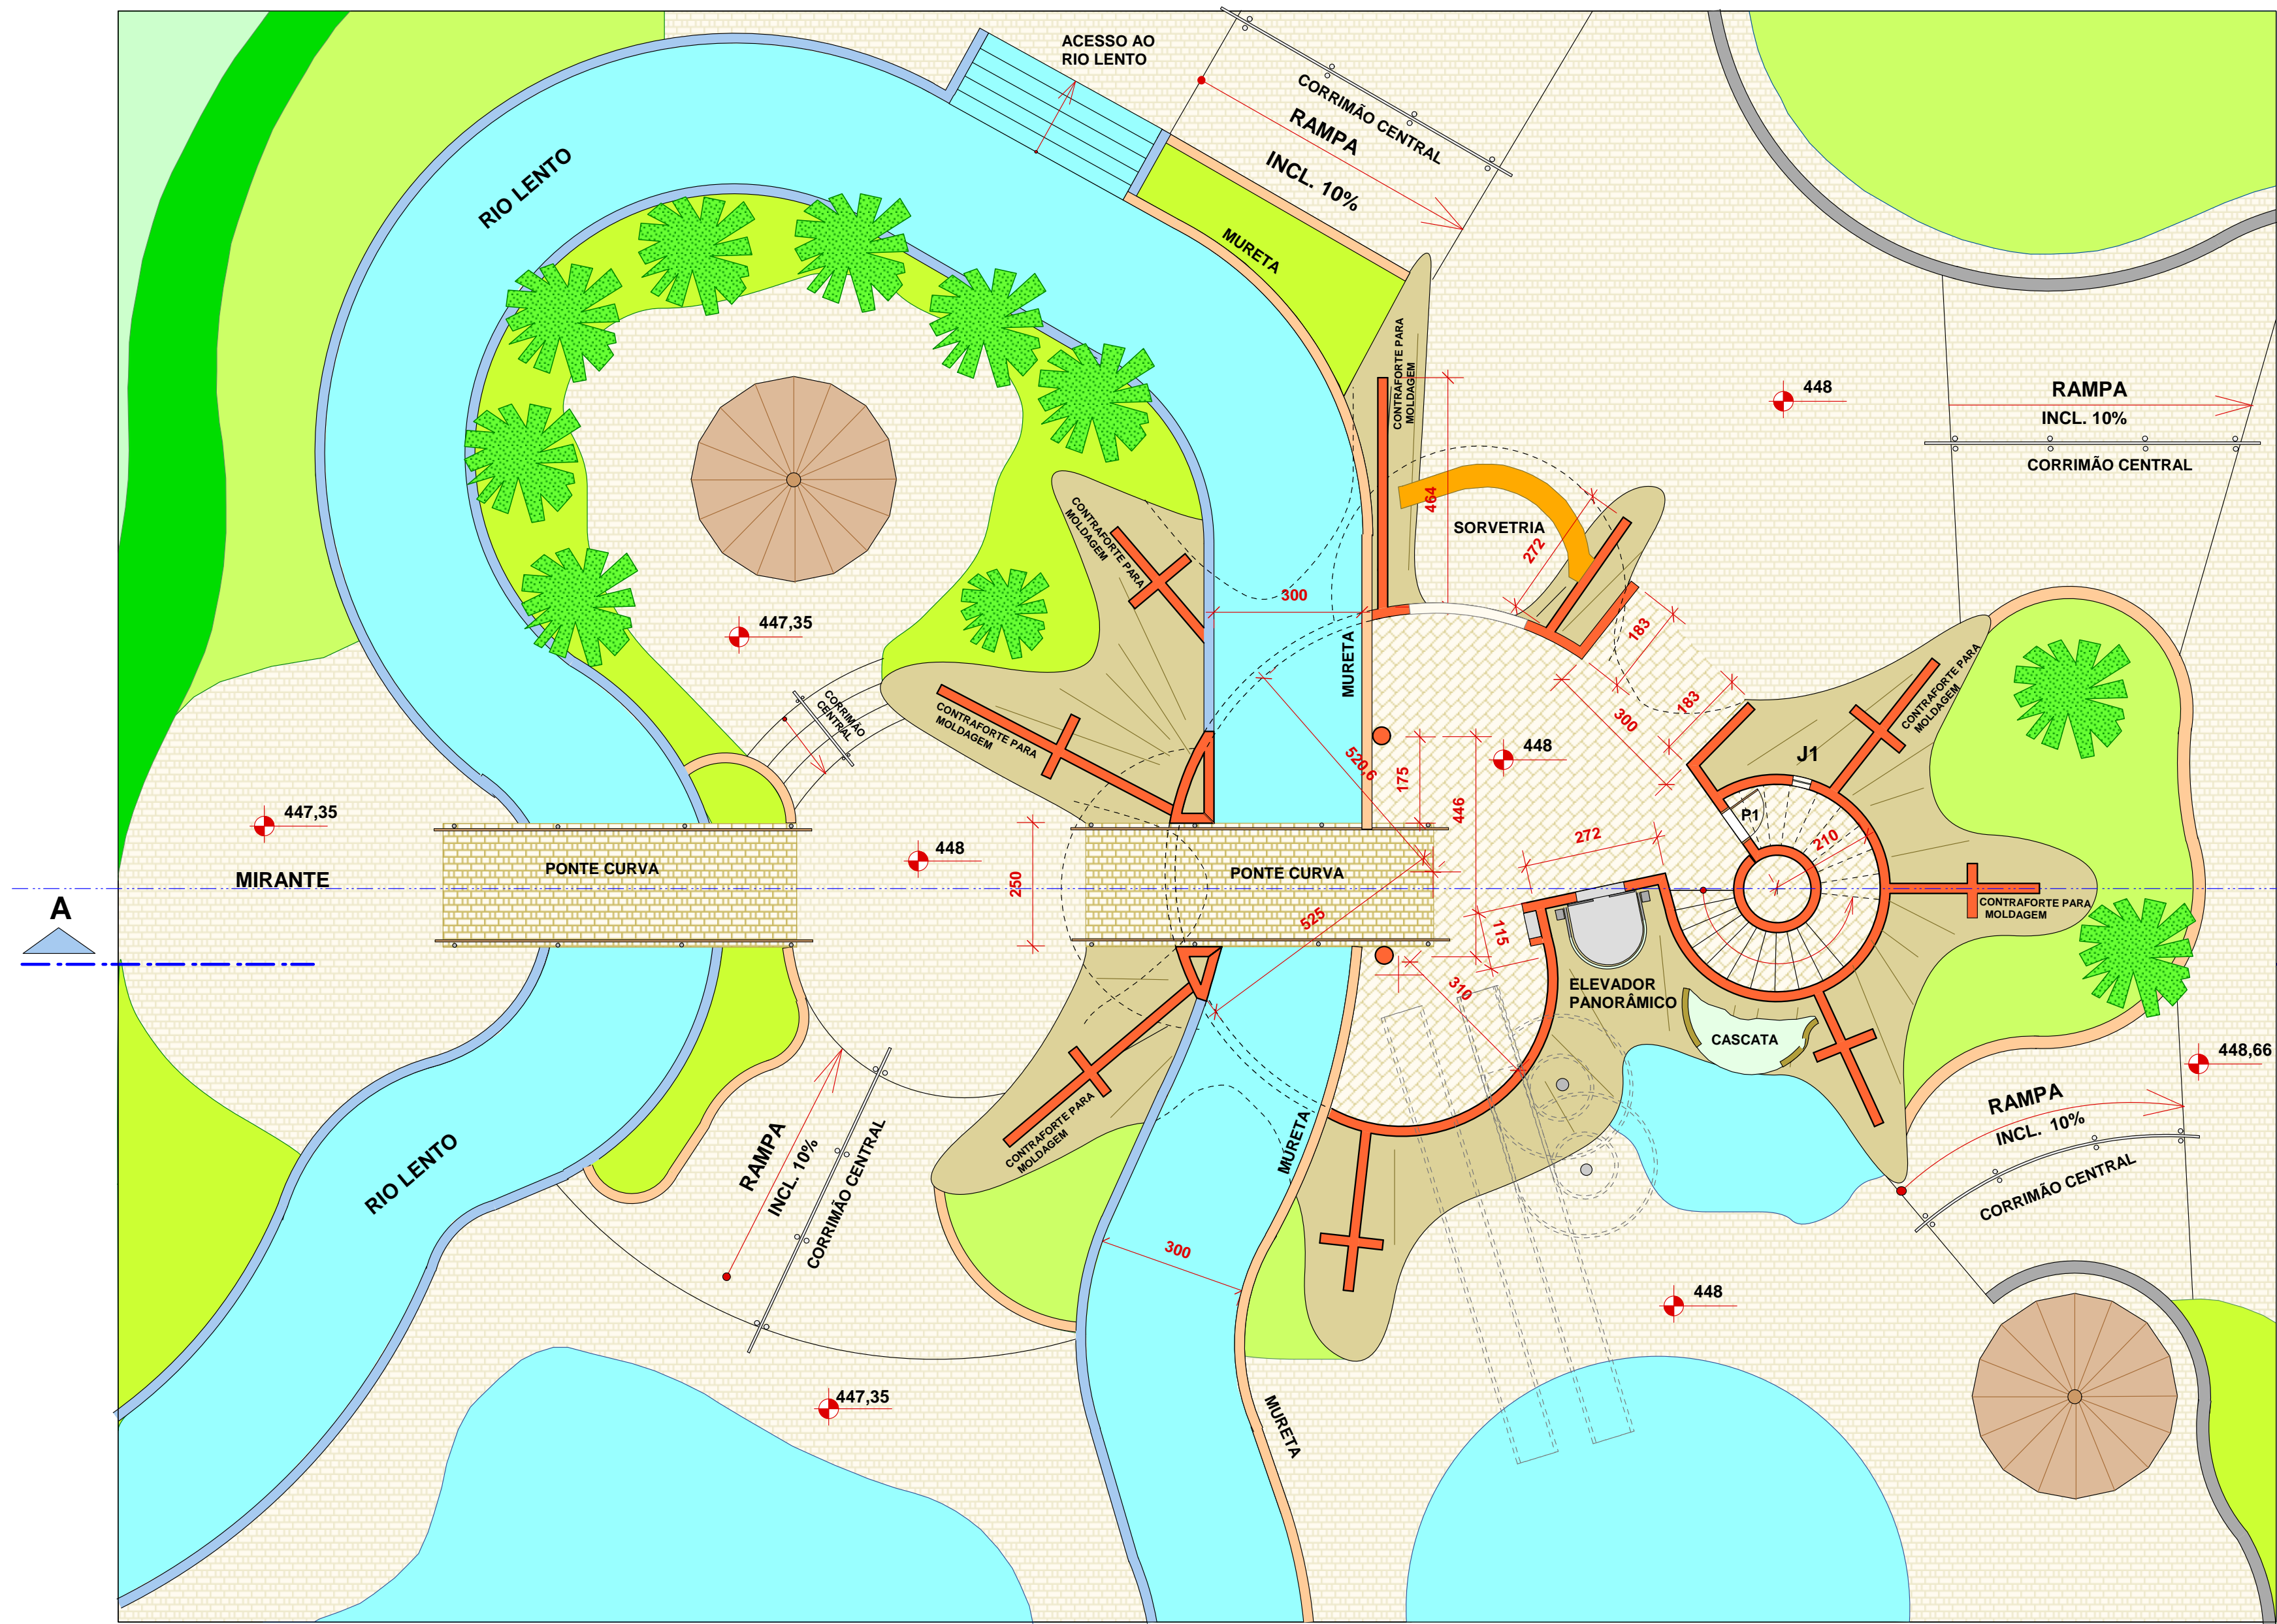 ACESSO AO
RIO LENTO
CORRIMÃO CENTRAL
RAMPA
INCL. 10%
RIO LENTO
MURETA
CONTRAFORTE PARA
MOLDAGEM
448
RAMPA
INCL. 10%
CORRIMÃO CENTRAL
464
SORVETRIA
272
CONTRAFORTE PARA
MOLDAGEM
300
183
447,35
MURETA
CONTRAFORTE PARA
MOLDAGEM
183
300
CORRIMÃO
CENTRAL
CONTRAFORTE PARA
MOLDAGEM
448
J1
520,6
175
446
447,35
P1
210
272
448
PONTE CURVA
PONTE CURVA
MIRANTE
250
A
CONTRAFORTE PARA
MOLDAGEM
525
115
310
ELEVADOR
PANORÂMICO
CASCATA
448,66
RAMPA
INCL. 10%
CORRIMÃO CENTRAL
CONTRAFORTE PARA
MOLDAGEM
MURETA
RAMPA
INCL. 10%
CORRIMÃO CENTRAL
RIO LENTO
300
448
447,35
MURETA